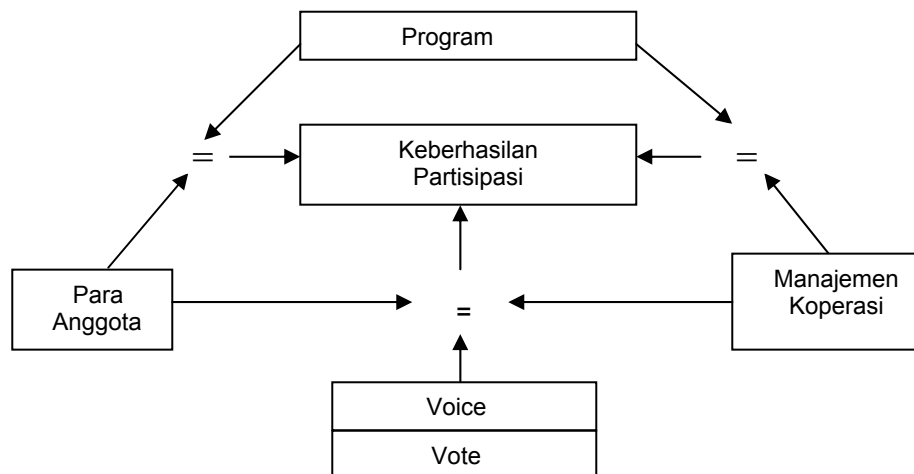 Program
=
Keberhasilan
Partisipasi
=
Para
Anggota
=
Manajemen
Koperasi
Voice
Vote